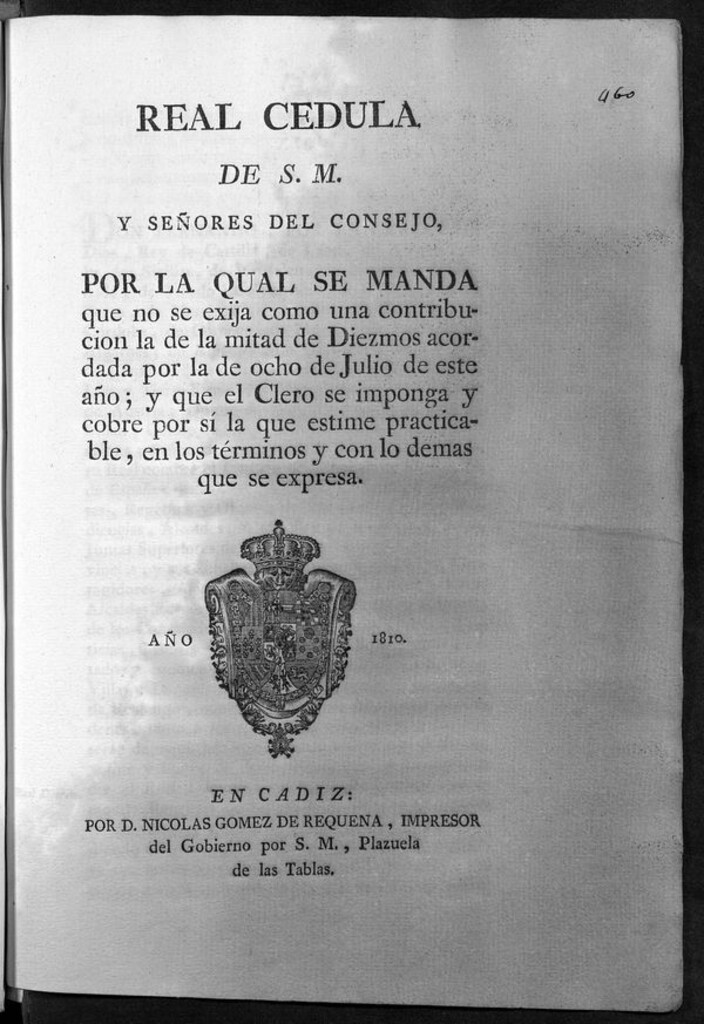 460
REAL CEDULA
DE S. M.
Y SEÑORES DEL CONSEJO,
POR LA QUAL SE MANDA
que no se exija como una contribu-
cion la de la mitad de Diezmos acor-
dada por la de ocho de Julio de este
año; y que el Clero se imponga y
cobre por sí la que estime practica-
ble, en los términos y con lo demas
que se expresa.
AÑO 1810.
EN CADIZ:
POR D. NICOLAS GOMEZ DE REQUENA, IMPRESOR
del Gobierno por S. M., Plazuela
de las Tablas.